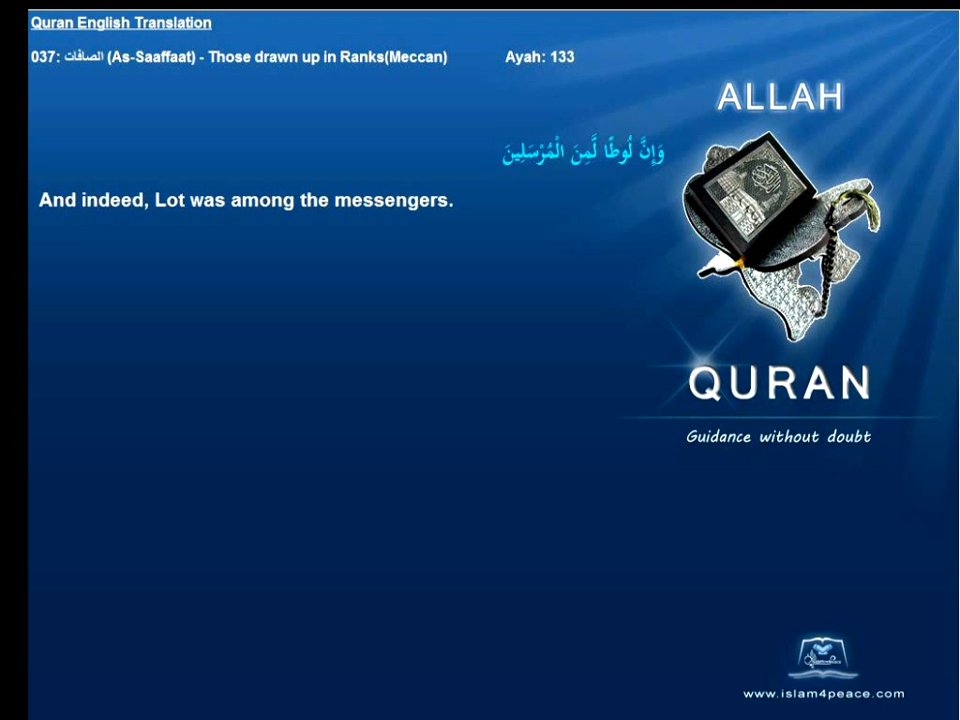 Quran English Translation
037: الصافات (As-Saaffaat) - Those drawn up in Ranks(Meccan) Ayah: 133
ALLAH
وَإِنَّ لُوطًا لَّمِنَ الْمُرْسَلِينَ
And indeed, Lot was among the messengers.
QURAN
Guidance without doubt
www.islam4peace.com